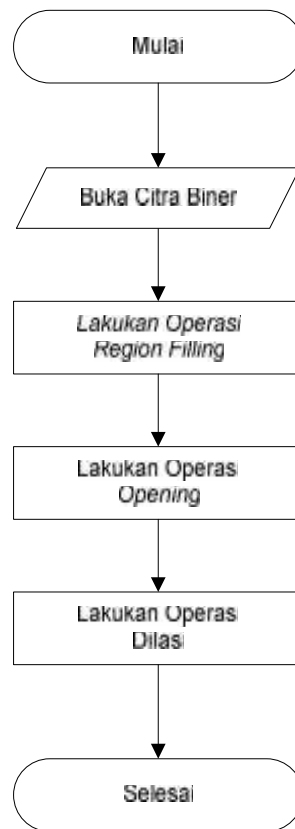 Mulai
Buka Citra Biner
Lakukan Operasi
Region Filling
Lakukan Operasi
Opening
Lakukan Operasi
Dilasi
Selesai